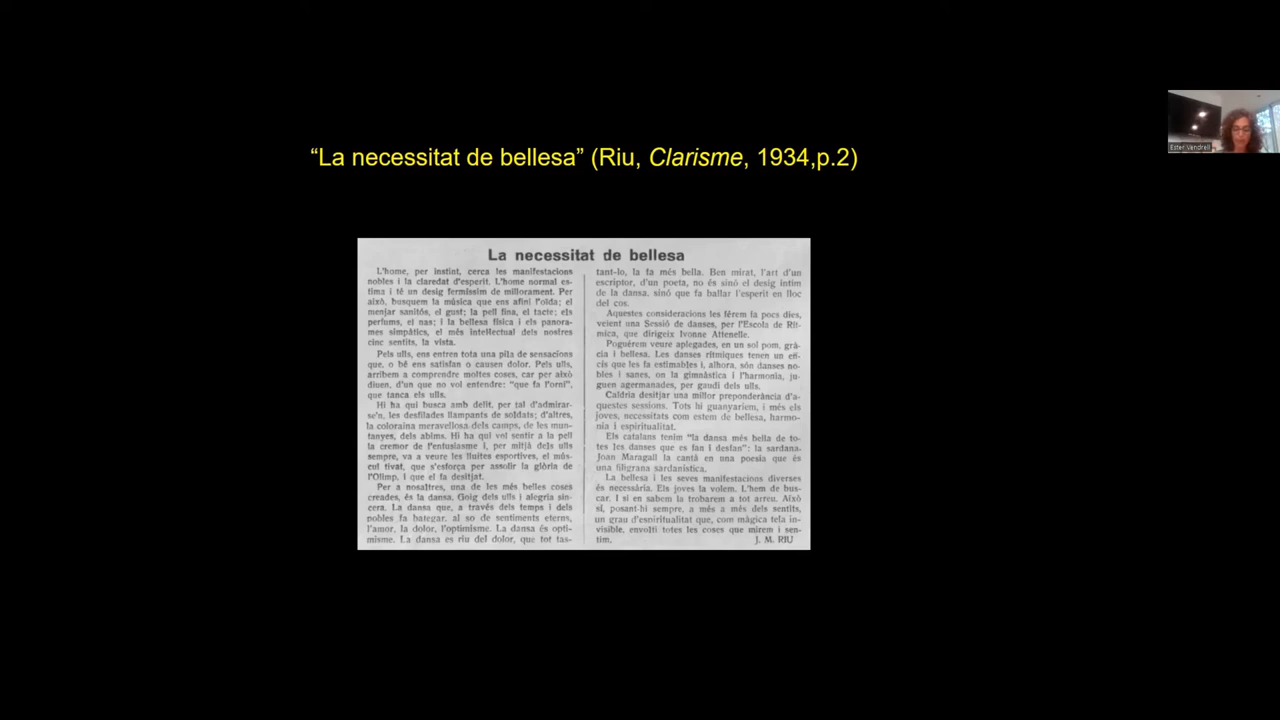 “La necessitat de bellesa” (Riu, Clarisme, 1934,p.2)
Ester Vendrell
La necessitat de bellesa
L'home, per instint, cerca les manifestacions
nobles i la claredat d'esperit. L'home normal es-
tima i té un desig fermíssim de millorament. Per
això, busquem la música que ens afini l'oïda; el
menjar sanitós, el gust; la pell fina, el tacte; els
perfums, el nas; i la bellesa física i els panora-
mes simpàtics, el més intel·lectual dels nostres
cinc sentits, la vista.
Pels ulls, ens entren tota una pila de sensacions
que, o bé ens satisfan o causen dolor. Pels ulls,
arribem a comprendre moltes coses, car per això
diuen, d'un que no vol entendre: "que fa l'orni",
que tanca els ulls.
Hi ha qui busca amb delit, per tal d'admirar-
se'n, les desfilades llampants de soldats; d'altres,
la coloraina meravellosa dels camps, de les mun-
tanyes, dels abims. Hi ha qui vol sentir a la pell
la cremor de l'entusiasme i, per mitjà dels ulls
sempre, va a veure les lluites esportives, el mús-
cul tivat, que s'esforça per assolir la glòria de
l'Olimp, i que el fa desitjat.
Per a nosaltres, una de les més belles coses
creades, és la dansa. Goig dels ulls i alegria sin-
cera. La dansa que, a través dels temps i dels
pobles fa bategar, al so de sentiments eterns,
l'amor, la dolor, l'optimisme. La dansa és opti-
misme. La dansa es riu del dolor, que tot tas-
tant-lo, la fa més bella. Ben mirat, l'art d'un
escriptor, d'un poeta, no és sinó el desig íntim
de la dansa, sinó que fa ballar l'esperit en lloc
del cos.
Aquestes consideracions les férem fa pocs dies,
veient una Sessió de danses, per l'Escola de Rít-
mica, que dirigeix Ivonne Attenelle.
Poguérem veure aplegades, en un sol pom, grà-
cia i bellesa. Les danses rítmiques tenen un en-
cís que les fa estimables i, alhora, són danses no-
bles i sanes, on la gimnàstica i l'harmonia, ju-
guen agermanades, per gaudi dels ulls.
Caldria desitjar una millor preponderància d'a-
questes sessions. Tots hi guanyaríem, i més els
joves, necessitats com estem de bellesa, harmo-
nia i espiritualitat.
Els catalans tenim "la dansa més bella de to-
tes les danses que es fan i desfan": la sardana.
Joan Maragall la cantà en una poesia que és
una filigrana sardanística.
La bellesa i les seves manifestacions diverses
és necessària. Els joves la volem. L'hem de bus-
car. I si en sabem la trobarem a tot arreu. Això
sí, posant-hi sempre, a més a més dels sentits,
un grau d'espiritualitat que, com màgica tela in-
visible, envolti totes les coses que mirem i sen-
tim.
J. M. RIU